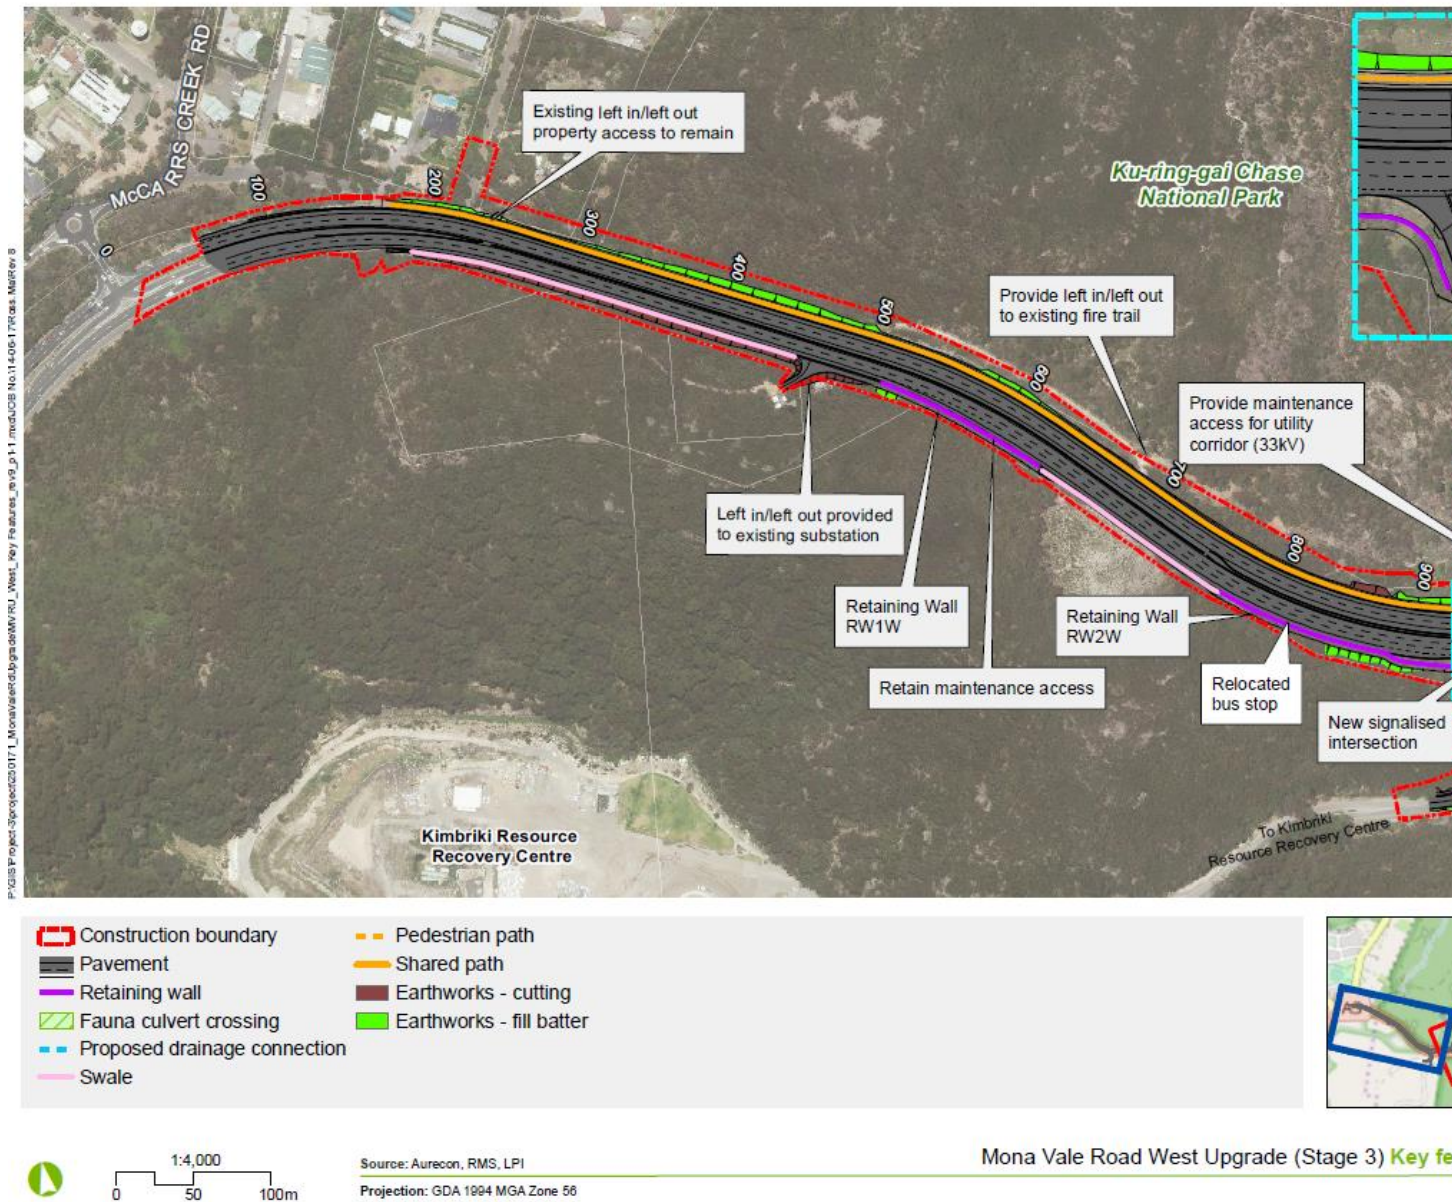 McCARRS CREEK RD
0
100
200
300
400
500
600
700
800
900
Existing left in/left out
property access to remain
Ku-ring-gai Chase
National Park
Provide left in/left out
to existing fire trail
Provide maintenance
access for utility
corridor (33kV)
Left in/left out provided
to existing substation
Retaining Wall
RW1W
Retain maintenance access
Retaining Wall
RW2W
Relocated
bus stop
New signalised
intersection
Kimbriki Resource
Recovery Centre
To Kimbriki
Resource Recovery Centre
Construction boundary
Pavement
Retaining wall
Fauna culvert crossing
Proposed drainage connection
Swale
Pedestrian path
Shared path
Earthworks - cutting
Earthworks - fill batter
1:4,000
0 50 100m
Source: Aurecon, RMS, LPI
Projection: GDA 1994 MGA Zone 56
Mona Vale Road West Upgrade (Stage 3) Key fe